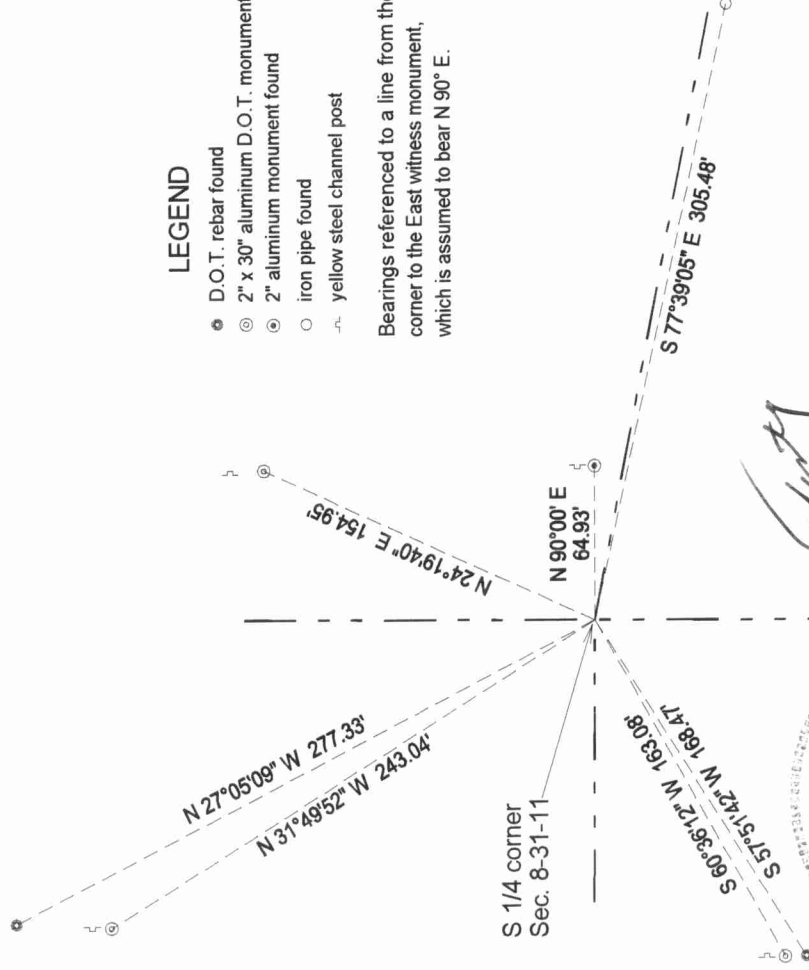 LEGEND
D.O.T. rebar found
2" x 30" aluminum D.O.T. monument
2" aluminum monument found
iron pipe found
yellow steel channel post
Bearings referenced to a line from the
corner to the East witness monument,
which is assumed to bear N 90° E.
N 24°19'40" E 154.95'
N 90°00' E
64.93'
S 77°39'05" E 305.48'
N 27°05'09" W 277.33'
N 31°49'52" W 243.04'
S 1/4 corner
Sec. 8-31-11
S 60°36'12" W 163.08'
S 57°51'42" W 168.47'